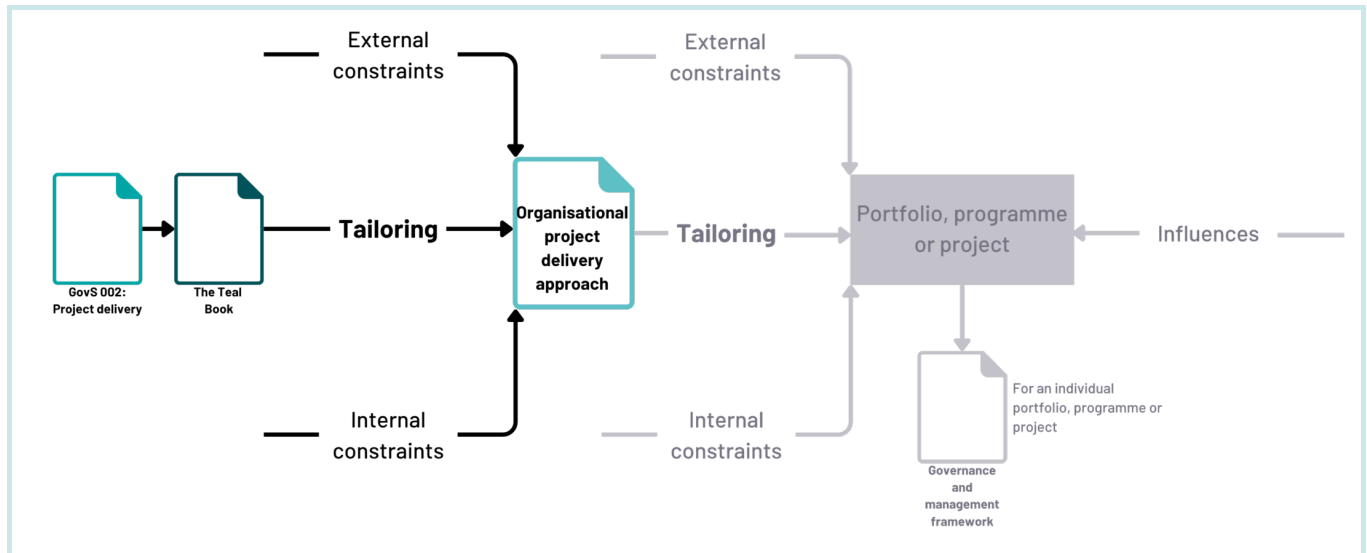 External
constraints
External
constraints
GovS 002:
Project delivery
The Teal
Book
Tailoring
Organisational
project
delivery
approach
Tailoring
Portfolio, programme
or project
Influences
Internal
constraints
Internal
constraints
For an individual
portfolio, programme or
project
Governance
and
management
framework